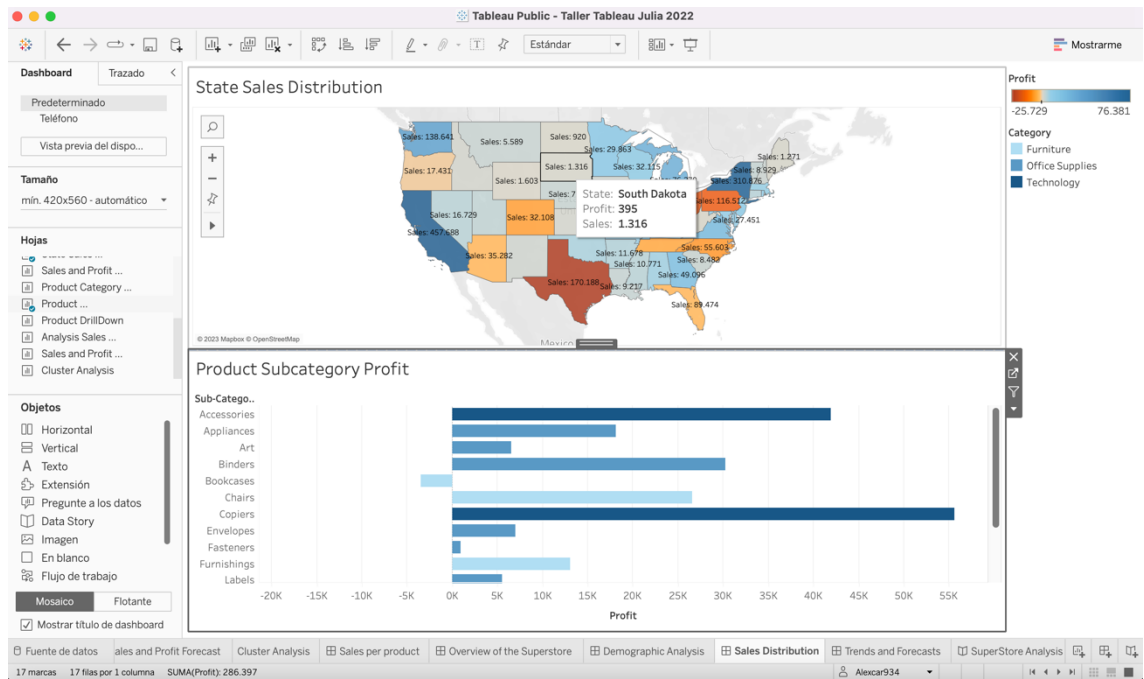 Tableau Public - Taller Tableau Julia 2022
Estándar
Mostrarme
Dashboard
Trazado
Predeterminado
Teléfono
Vista previa del dispo...
Tamaño
mín. 420x560 - automático
Hojas
Sales and Profit ...
Product Category ...
Product ...
Product DrillDown
Analysis Sales ...
Sales and Profit ...
Cluster Analysis
Objetos
Horizontal
Vertical
Texto
Extensión
Pregunte a los datos
Data Story
Imagen
En blanco
Flujo de trabajo
Mosaico
Flotante
Mostrar título de dashboard
State Sales Distribution
Sales: 138.641
Sales: 5.589
Sales: 920
Sales: 29.863
Sales: 1.271
Sales: 17.431
Sales: 1.603
Sales: 1.316
Sales: 32.115
Sales: 8.929
Sales: 310.876
State: South Dakota
Profit: 395
Sales: 1.316
Sales: 116.512
Sales: 16.729
Sales: 32.108
Sales: 27.451
Sales: 457.688
Sales: 35.282
Sales: 11.678
Sales: 55.603
Sales: 10.771
Sales: 8.482
Sales: 170.188
Sales: 9.217
Sales: 49.096
Sales: 89.474
© 2023 Mapbox © OpenStreetMap
Mexico
Profit
-25.729 76.381
Category
Furniture
Office Supplies
Technology
Product Subcategory Profit
Sub-Catego..
Accessories
Appliances
Art
Binders
Bookcases
Chairs
Copiers
Envelopes
Fasteners
Furnishings
Labels
-20K -15K -10K -5K 0K 5K 10K 15K 20K 25K 30K 35K 40K 45K 50K 55K
Profit
Fuente de datos
ales and Profit Forecast
Cluster Analysis
Sales per product
Overview of the Superstore
Demographic Analysis
Sales Distribution
Trends and Forecasts
SuperStore Analysis
17 marcas 17 filas por 1 columna SUMA(Profit): 286.397
Alexcar934